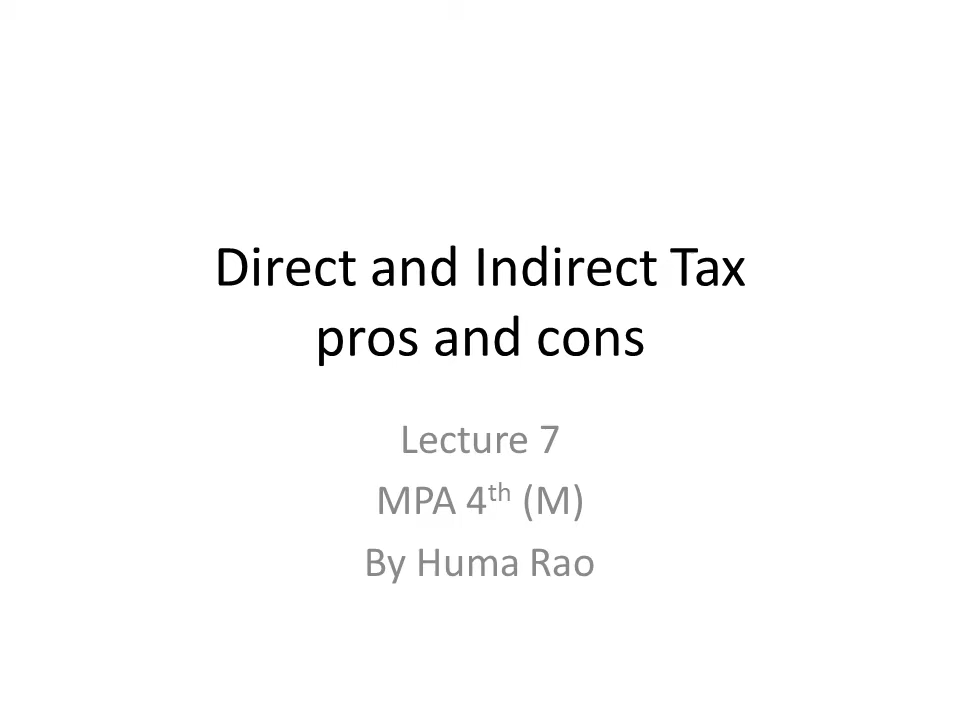 Direct and Indirect Tax
pros and cons
Lecture 7
MPA 4th (M)
By Huma Rao